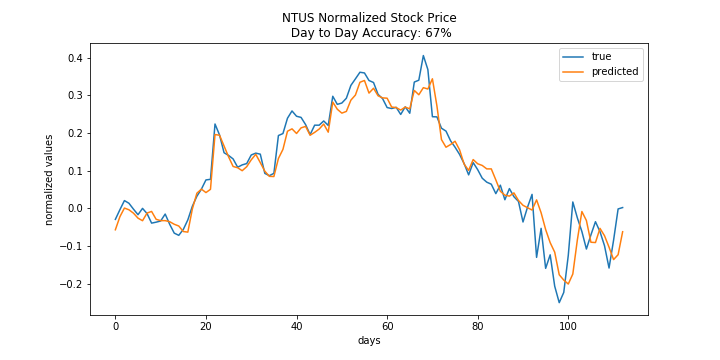 NTUS Normalized Stock Price
Day to Day Accuracy: 67%
true
predicted
normalized values
0.4
0.3
0.2
0.1
0.0
−0.1
−0.2
0
20
40
60
80
100
days